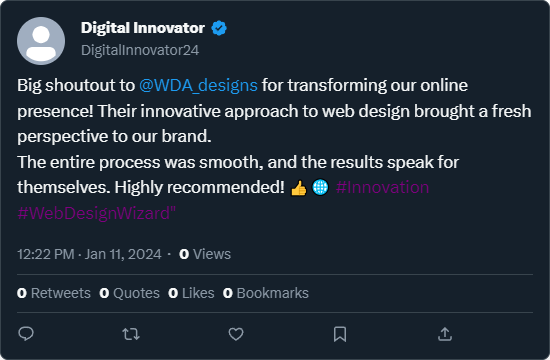 Digital Innovator
DigitalInnovator24
Big shoutout to @WDA_designs for transforming our online
presence! Their innovative approach to web design brought a fresh
perspective to our brand.
The entire process was smooth, and the results speak for
themselves. Highly recommended! 👍🌐 #Innovation
#WebDesignWizard"
12:22 PM · Jan 11, 2024 · 0 Views
0 Retweets 0 Quotes 0 Likes 0 Bookmarks